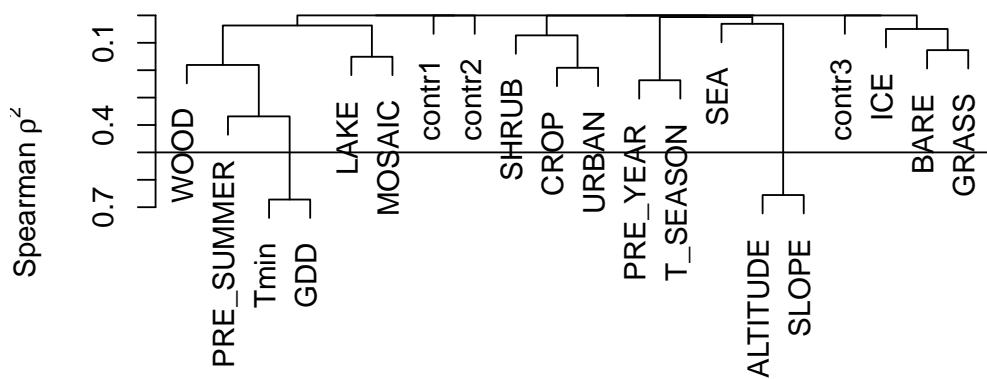 Spearman ρ²
0.1
0.4
0.7
WOOD
PRE_SUMMER
Tmin
GDD
LAKE
MOSAIC
contr1
contr2
SHRUB
CROP
URBAN
PRE_YEAR
T_SEASON
SEA
ALTITUDE
SLOPE
contr3
ICE
BARE
GRASS